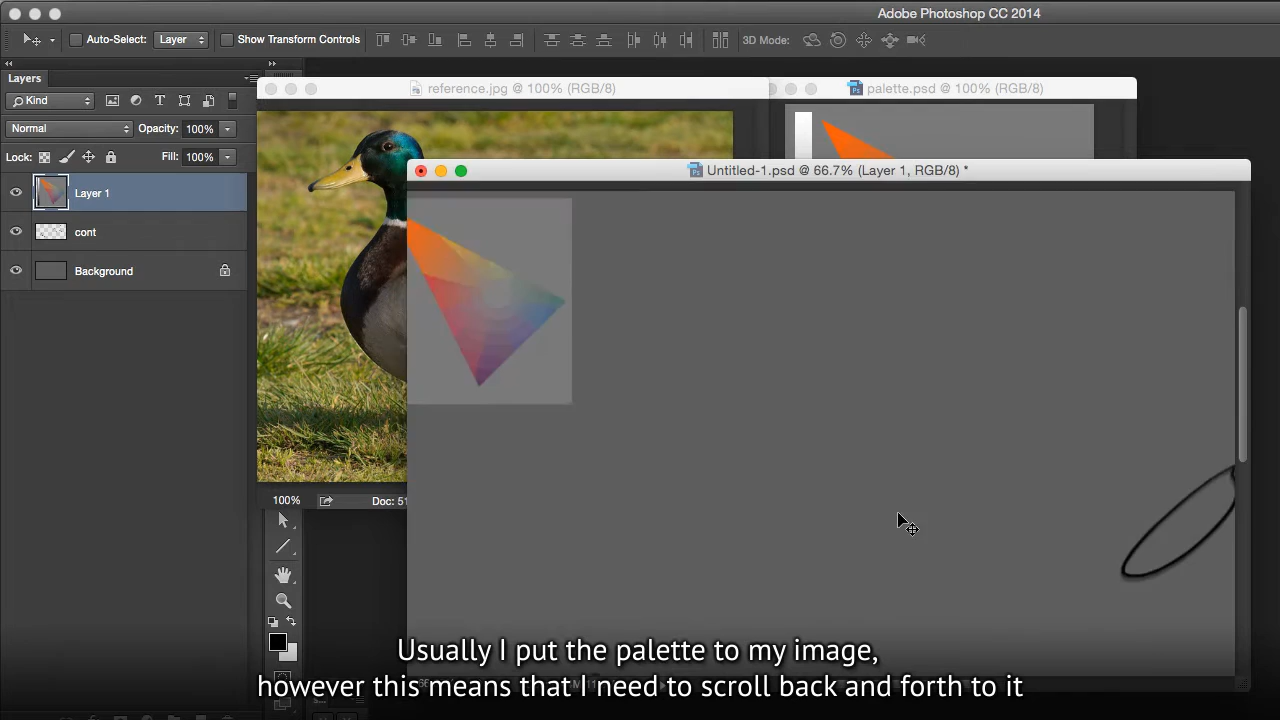 Adobe Photoshop CC 2014
Auto-Select: Layer Show Transform Controls 3D Mode:
Layers
Kind
Normal Opacity: 100%
Lock: Fill: 100%
Layer 1
cont
Background
reference.jpg @ 100% (RGB/8)
palette.psd @ 100% (RGB/8)
Untitled-1.psd @ 66.7% (Layer 1, RGB/8) *
100% Doc: 51
Usually I put the palette to my image,
however this means that I need to scroll back and forth to it